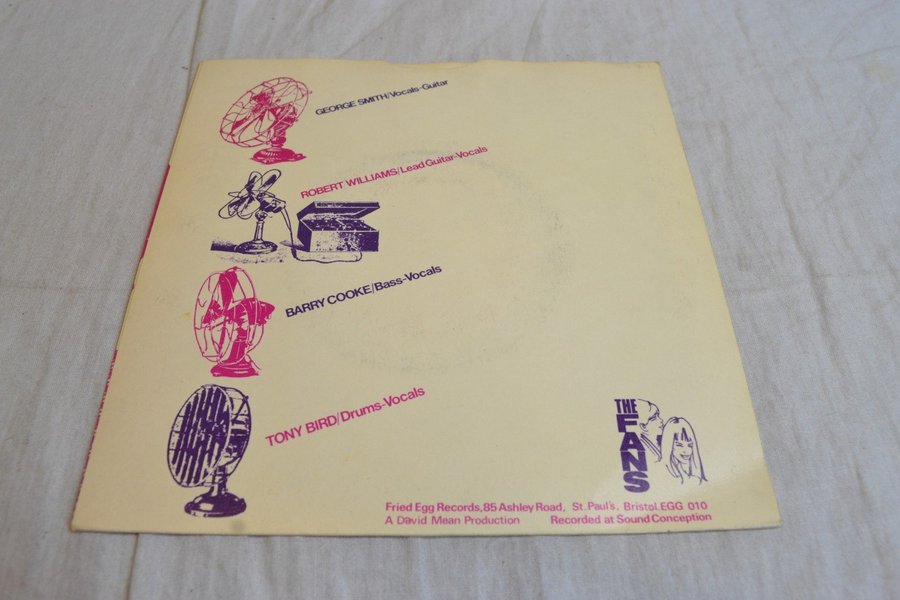 GEORGE SMITH/Vocals-Guitar
ROBERT WILLIAMS/Lead Guitar-Vocals
BARRY COOKE/Bass-Vocals
TONY BIRD/Drums-Vocals
THE
FANS
Fried Egg Records, 85 Ashley Road, St. Paul's, Bristol. EGG 010
A David Mean Production Recorded at Sound Conception